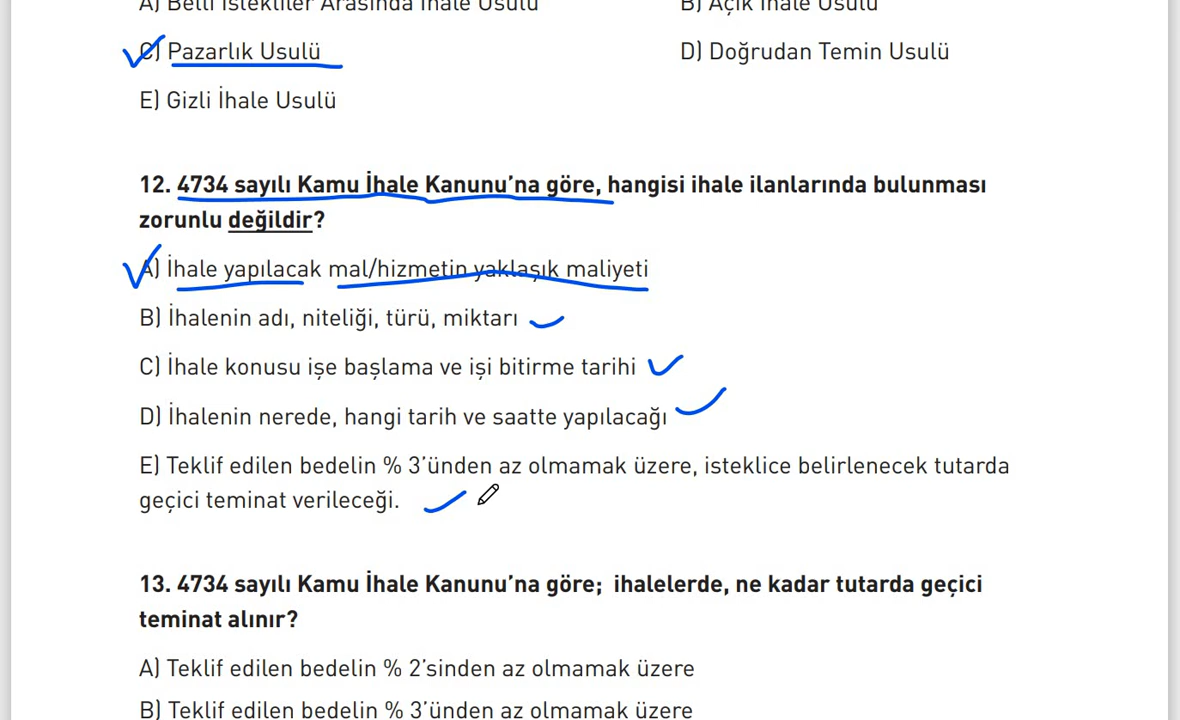 A) Belli İstekliler Arasında İhale Usulü B) Açık İhale Usulü
C) Pazarlık Usulü D) Doğrudan Temin Usulü
E) Gizli İhale Usulü
12. 4734 sayılı Kamu İhale Kanunu’na göre, hangisi ihale ilanlarında bulunması
zorunlu değildir?
A) İhale yapılacak mal/hizmetin yaklaşık maliyeti
B) İhalenin adı, niteliği, türü, miktarı
C) İhale konusu işe başlama ve işi bitirme tarihi
D) İhalenin nerede, hangi tarih ve saatte yapılacağı
E) Teklif edilen bedelin % 3’ünden az olmamak üzere, isteklice belirlenecek tutarda
geçici teminat verileceği.
13. 4734 sayılı Kamu İhale Kanunu’na göre; ihalelerde, ne kadar tutarda geçici
teminat alınır?
A) Teklif edilen bedelin % 2’sinden az olmamak üzere
B) Teklif edilen bedelin % 3’ünden az olmamak üzere